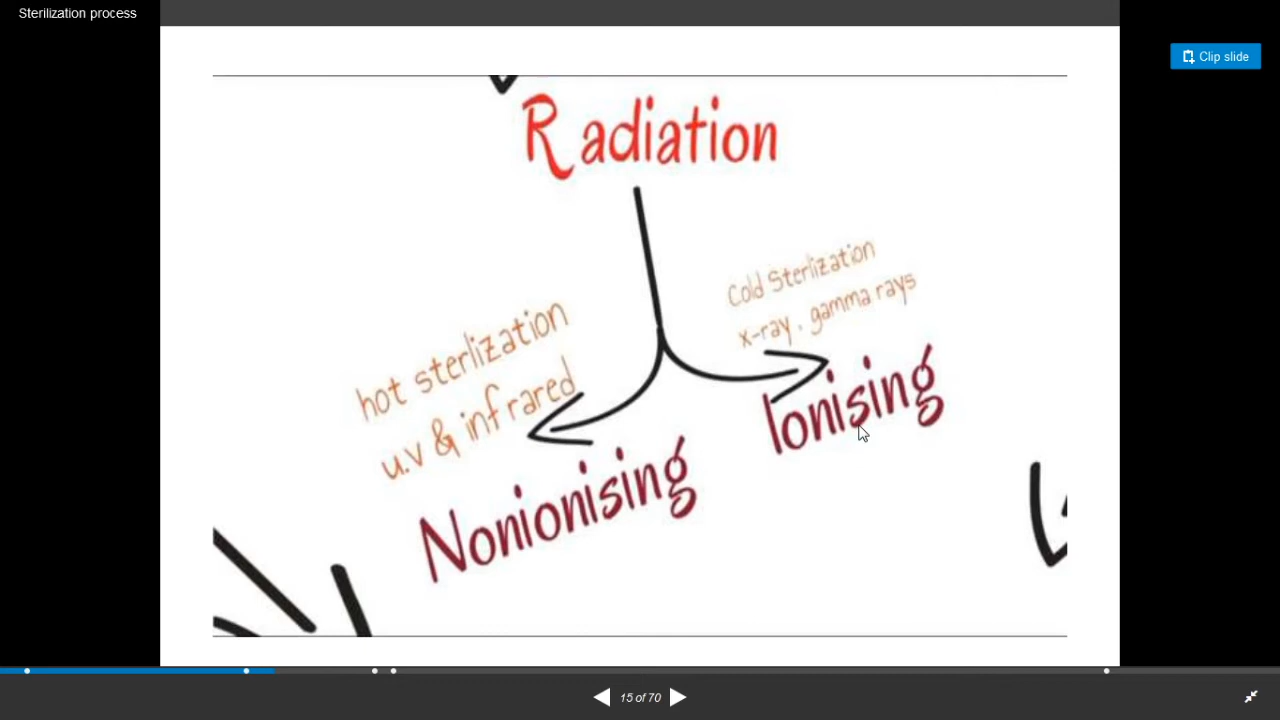 Sterilization process
Clip slide
Radiation
Cold Sterlization
x-ray, gamma rays
Ionising
hot sterlization
u.v & infrared
Nonionising
15 of 70